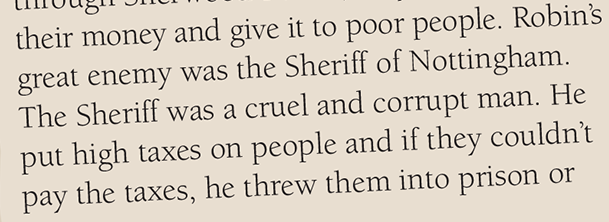 through Sherwood
their money and give it to poor people. Robin's
great enemy was the Sheriff of Nottingham.
The Sheriff was a cruel and corrupt man. He
put high taxes on people and if they couldn't
pay the taxes, he threw them into prison or